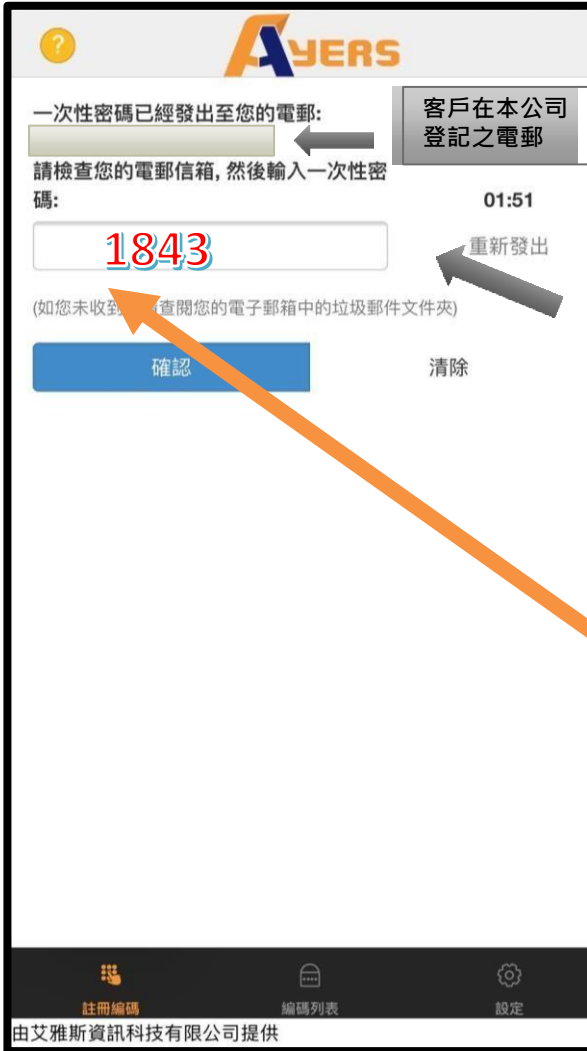 ?
AYERS
一次性密碼已經發出至您的電郵:
客戶在本公司
登記之電郵
請檢查您的電郵信箱, 然後輸入一次性密
碼:
01:51
1843
重新發出
(如您未收到 查閱您的電子郵箱中的垃圾郵件文件夾)
確認
清除
註冊編碼
編碼列表
設定
由艾雅斯資訊科技有限公司提供